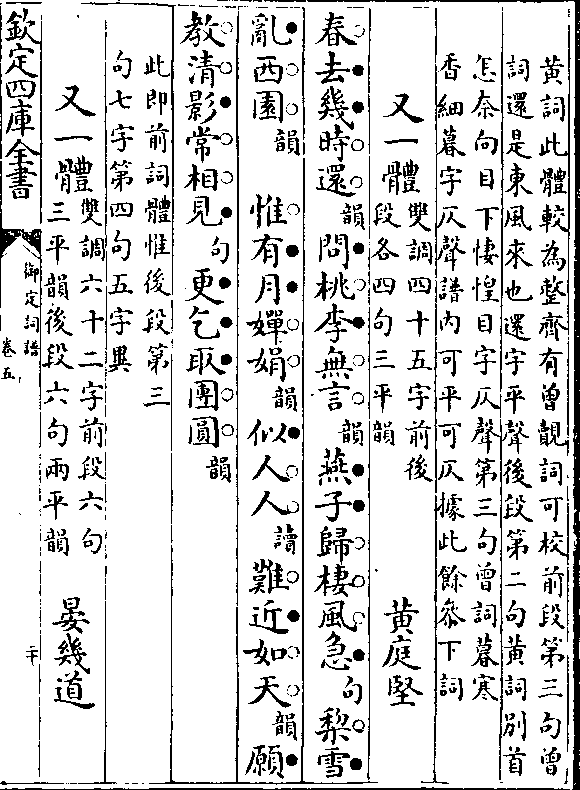 黄詞此體較為整齊有曾覿詞可校前段第三句曾
詞還是東風來也還字平聲後段第二句黄詞别首
怎奈向目下悽惶目字仄聲第三句曾詞暮寒
香細暮字仄聲譜内可平可仄據此餘叅下詞
又一體 雙調四十五字前後
段各四句三平韻 黄庭堅
春去幾時還韻問桃李無言韻燕子歸棲風急句梨雪
亂西園韻 惟有月嬋娟韻似人人讀難近如天韻願
教清影常相見句更乞取團圓韻
此即前詞體惟後段第三
句七字第四句五字異
又一體 雙調六十二字前段六句
三平韻後段六句兩平韻 晏幾道
欽定四庫全書 御定詞譜 卷五 二十